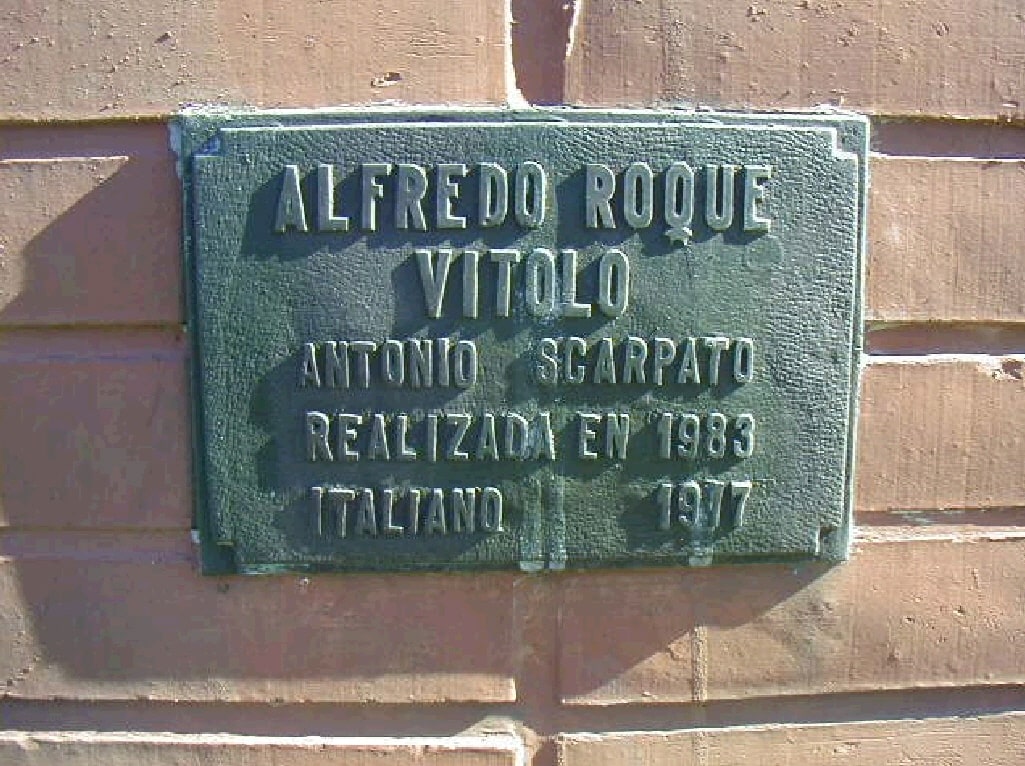 ALFREDO ROQUE
VITOLO
ANTONIO SCARPATO
REALIZADA EN 1983
ITALIANO 1977